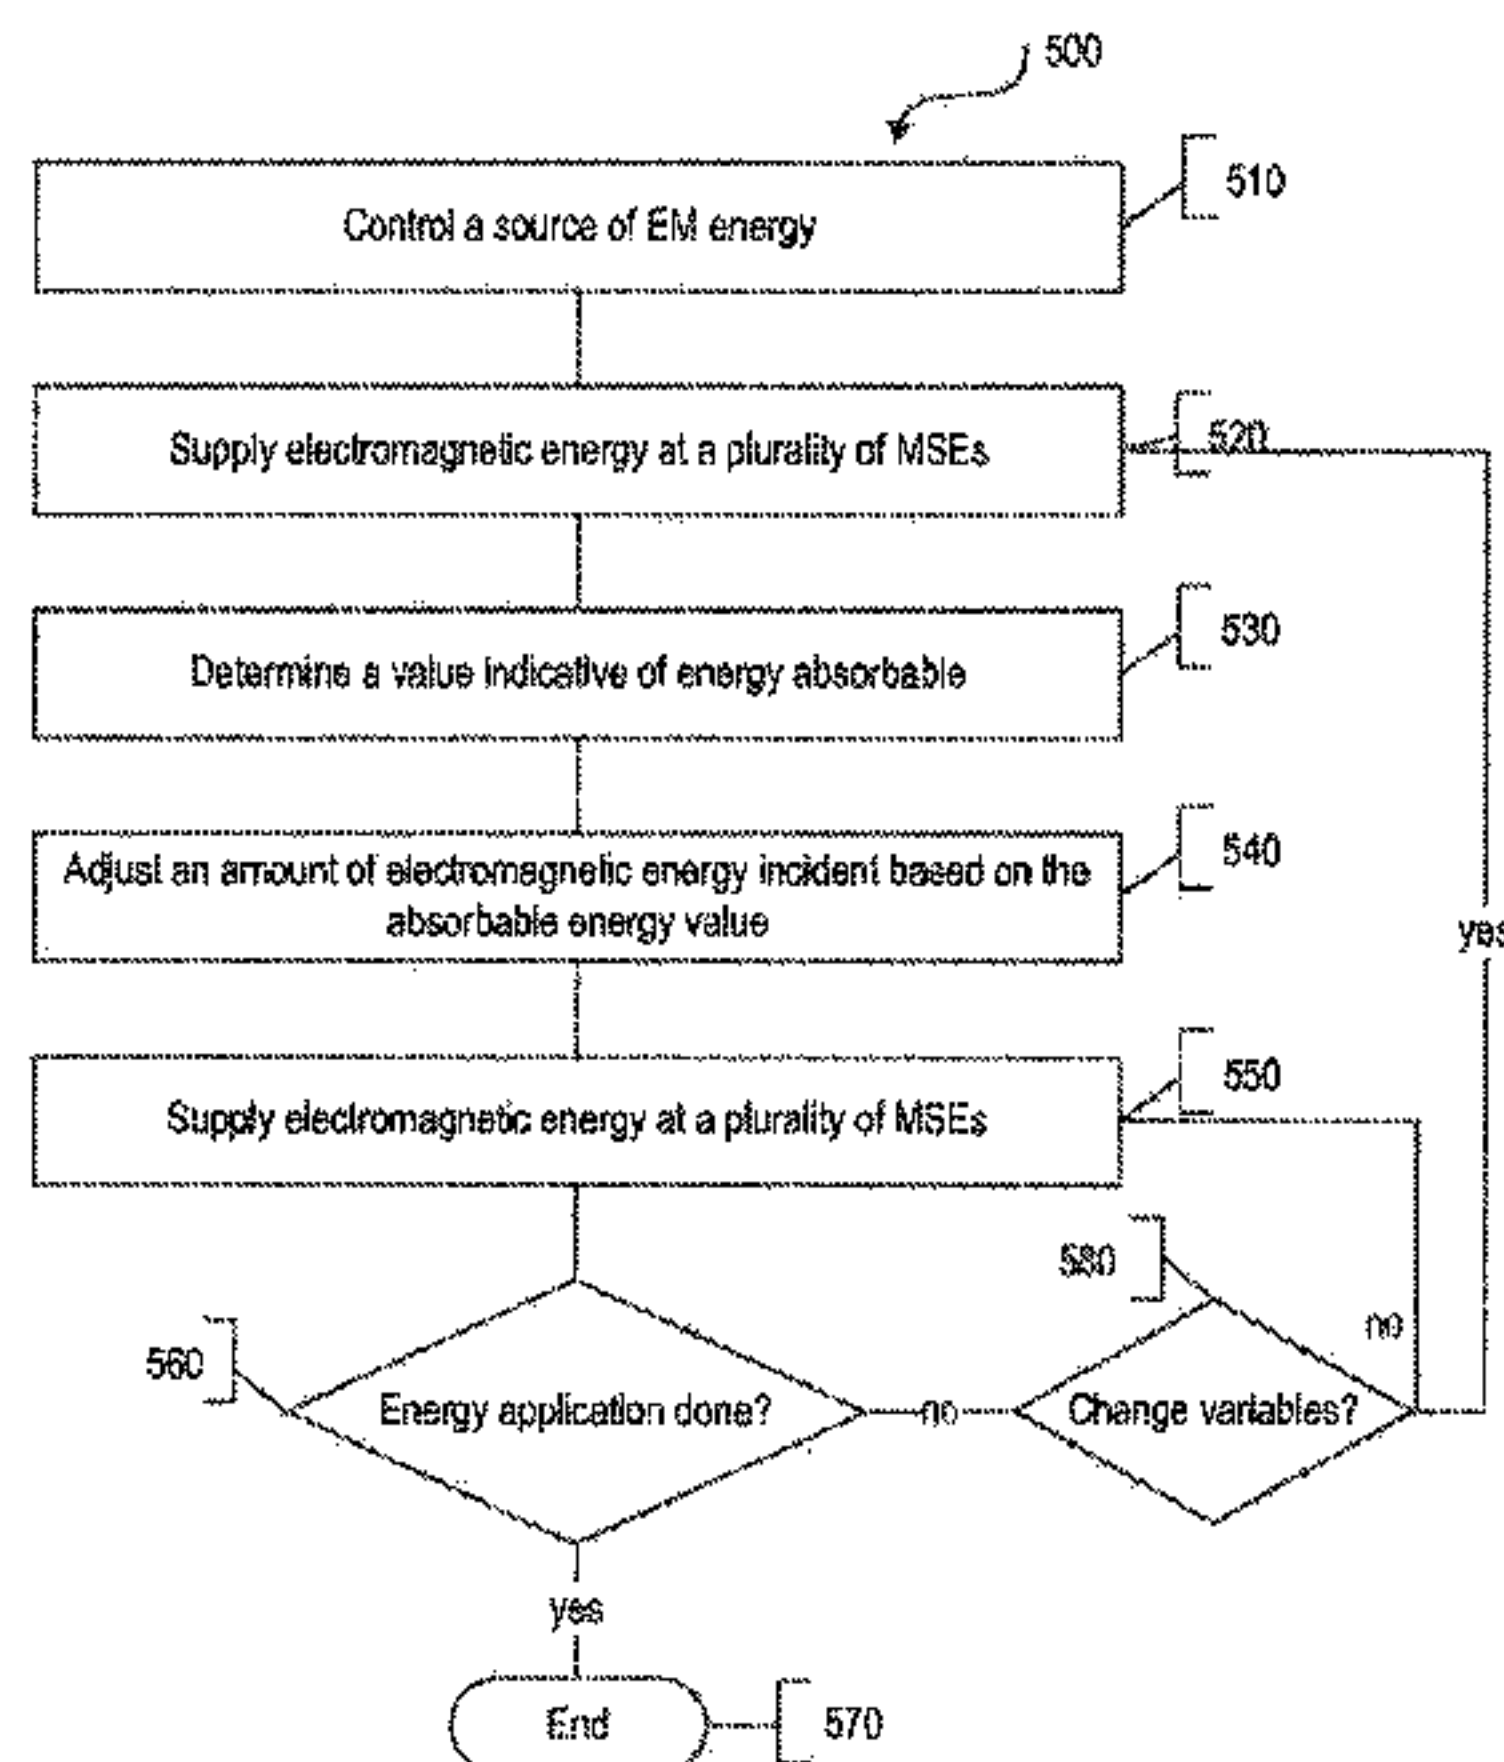 500
Control a source of EM energy
510
Supply electromagnetic energy at a plurality of MSEs
520
Determine a value indicative of energy absorbable
530
Adjust an amount of electromagnetic energy incident based on the
absorbable energy value
540
yes
Supply electromagnetic energy at a plurality of MSEs
550
580
no
560
Energy application done?
no
Change variables?
yes
End
570